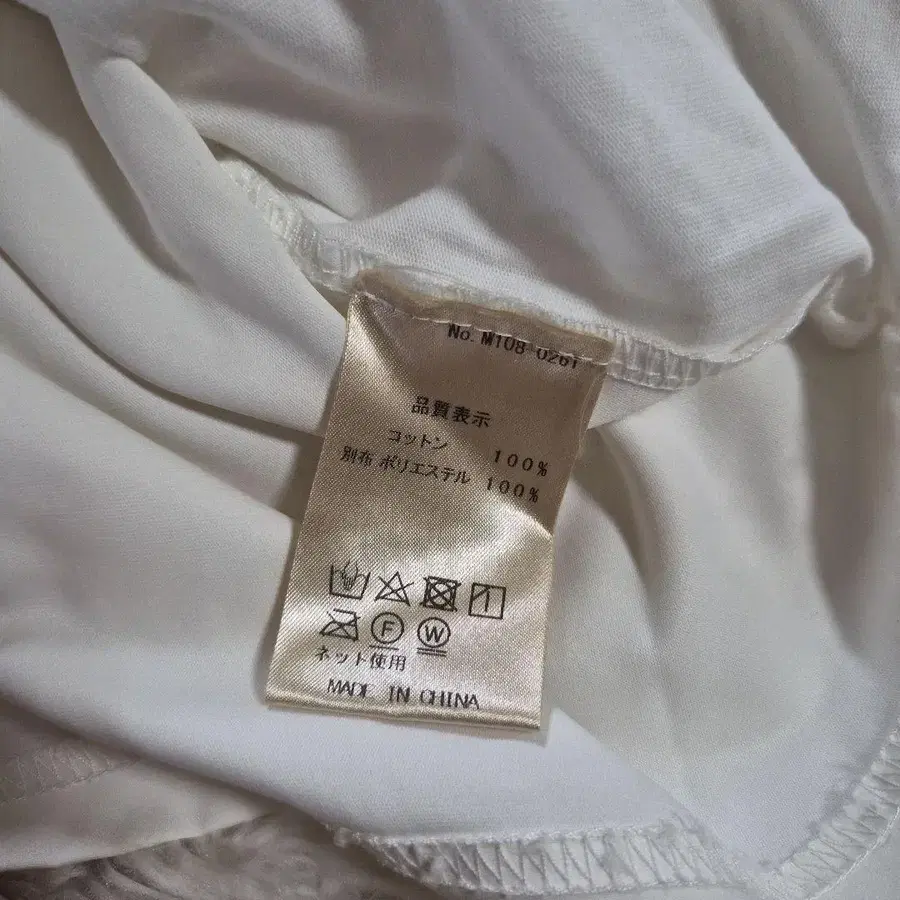 No. M108-0261
品質表示
コットン 100%
別布 ポリエステル 100%
F W
ネット使用
MADE IN CHINA